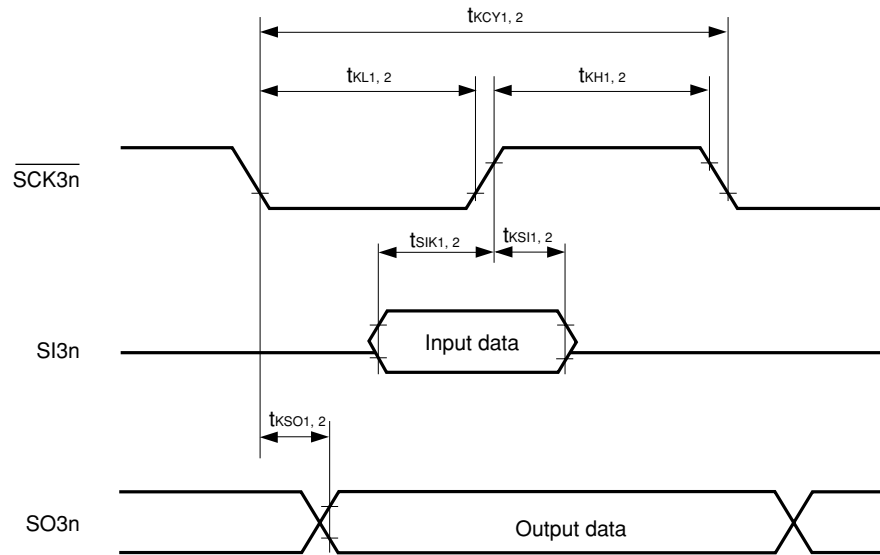 tKCY1, 2
tKL1, 2
tKH1, 2
SCK3n
tSIK1, 2
tKSI1, 2
SI3n
Input data
tKSO1, 2
SO3n
Output data